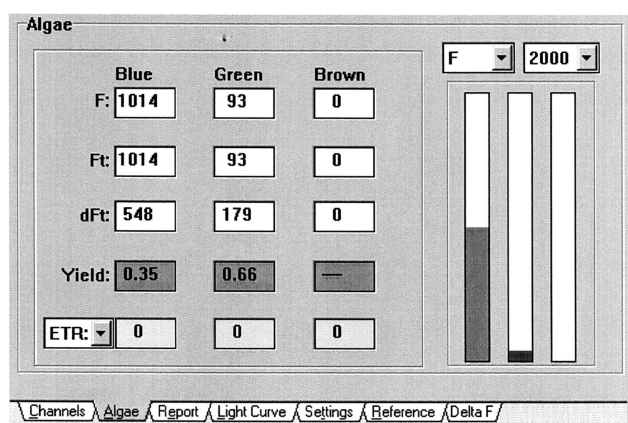 Algae
F 2000
Blue Green Brown
F: 1014 93 0
Ft: 1014 93 0
dFt: 548 179 0
Yield: 0.35 0.66 —
ETR: 0 0 0
Channels Algae Report Light Curve Settings Reference Delta F